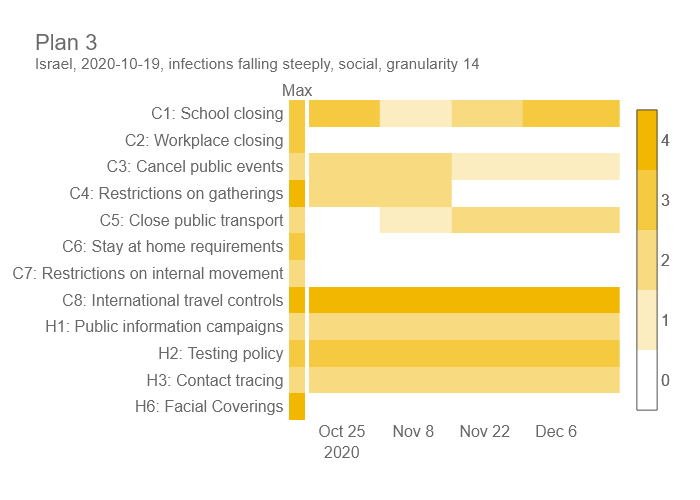 Plan 3
Israel, 2020-10-19, infections falling steeply, social, granularity 14
Max
C1: School closing
C2: Workplace closing
C3: Cancel public events
C4: Restrictions on gatherings
C5: Close public transport
C6: Stay at home requirements
C7: Restrictions on internal movement
C8: International travel controls
H1: Public information campaigns
H2: Testing policy
H3: Contact tracing
H6: Facial Coverings
Oct 25 Nov 8 Nov 22 Dec 6
2020
4
3
2
1
0